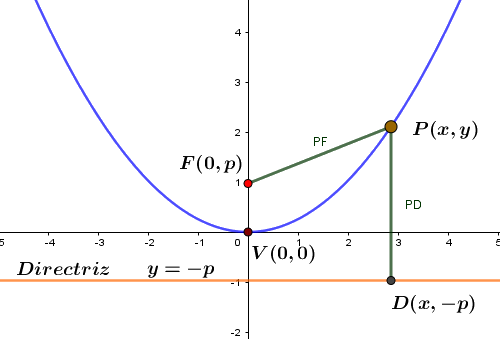 4
3
2
1
-1
-2
-5 -4 -3 -2 -1 0 1 2 3 4 5
F(0, p)
PF
P(x, y)
PD
V(0, 0)
Directriz y = −p
D(x, −p)